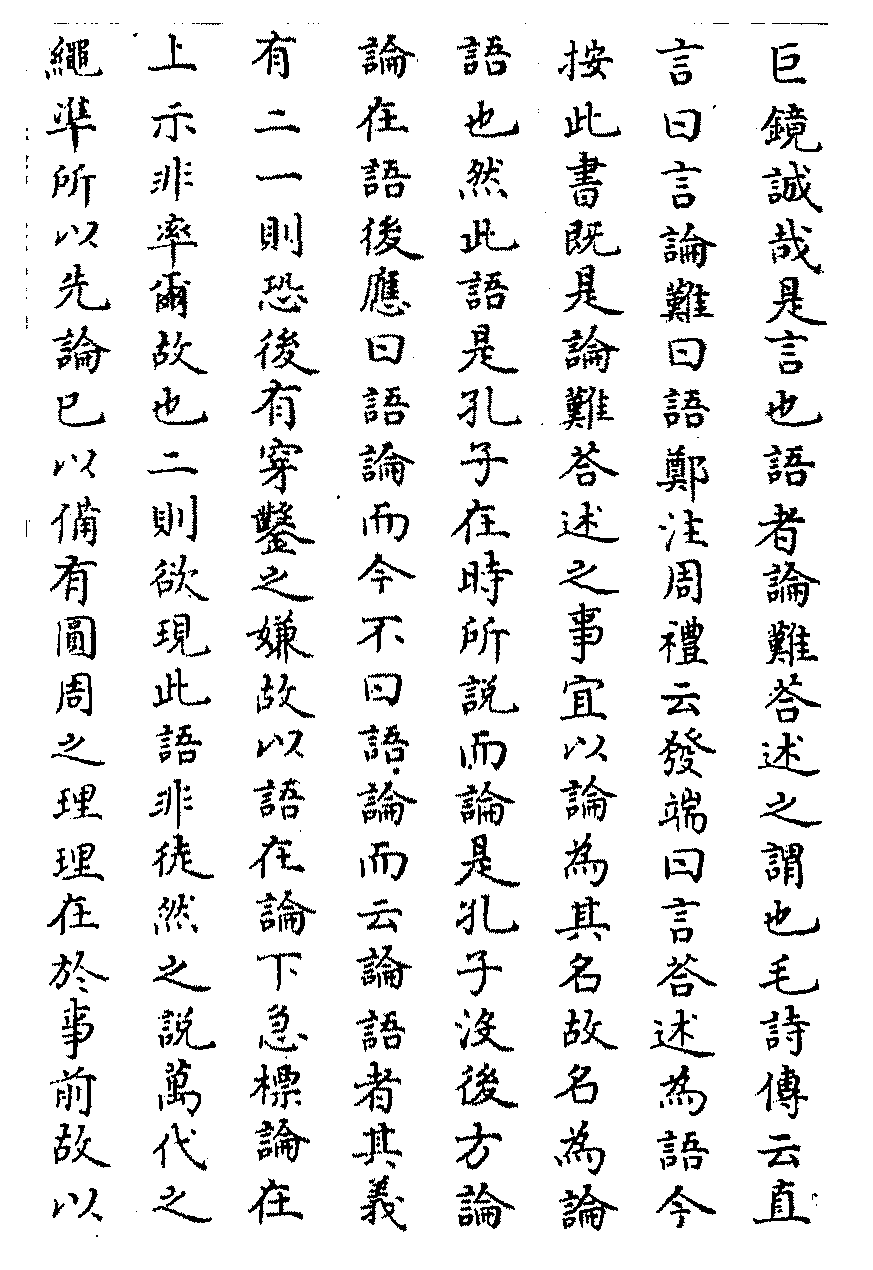 巨鏡誠哉是言也語者論難荅述之謂也毛詩傳云直
言曰言論難曰語鄭注周禮云發端曰言荅述為語今
按此書既是論難荅述之事宜以論為其名故名為論
語也然此語是孔子在時所説而論是孔子沒後方論
論在語後應曰語論而今不曰語論而云論語者其義
有二一則恐後有穿鑿之嫌故以語在論下急標論在
上示非率爾故也二則欲現此語非徒然之説萬代之
繩準所以先論已以備有圓周之理理在於事前故以